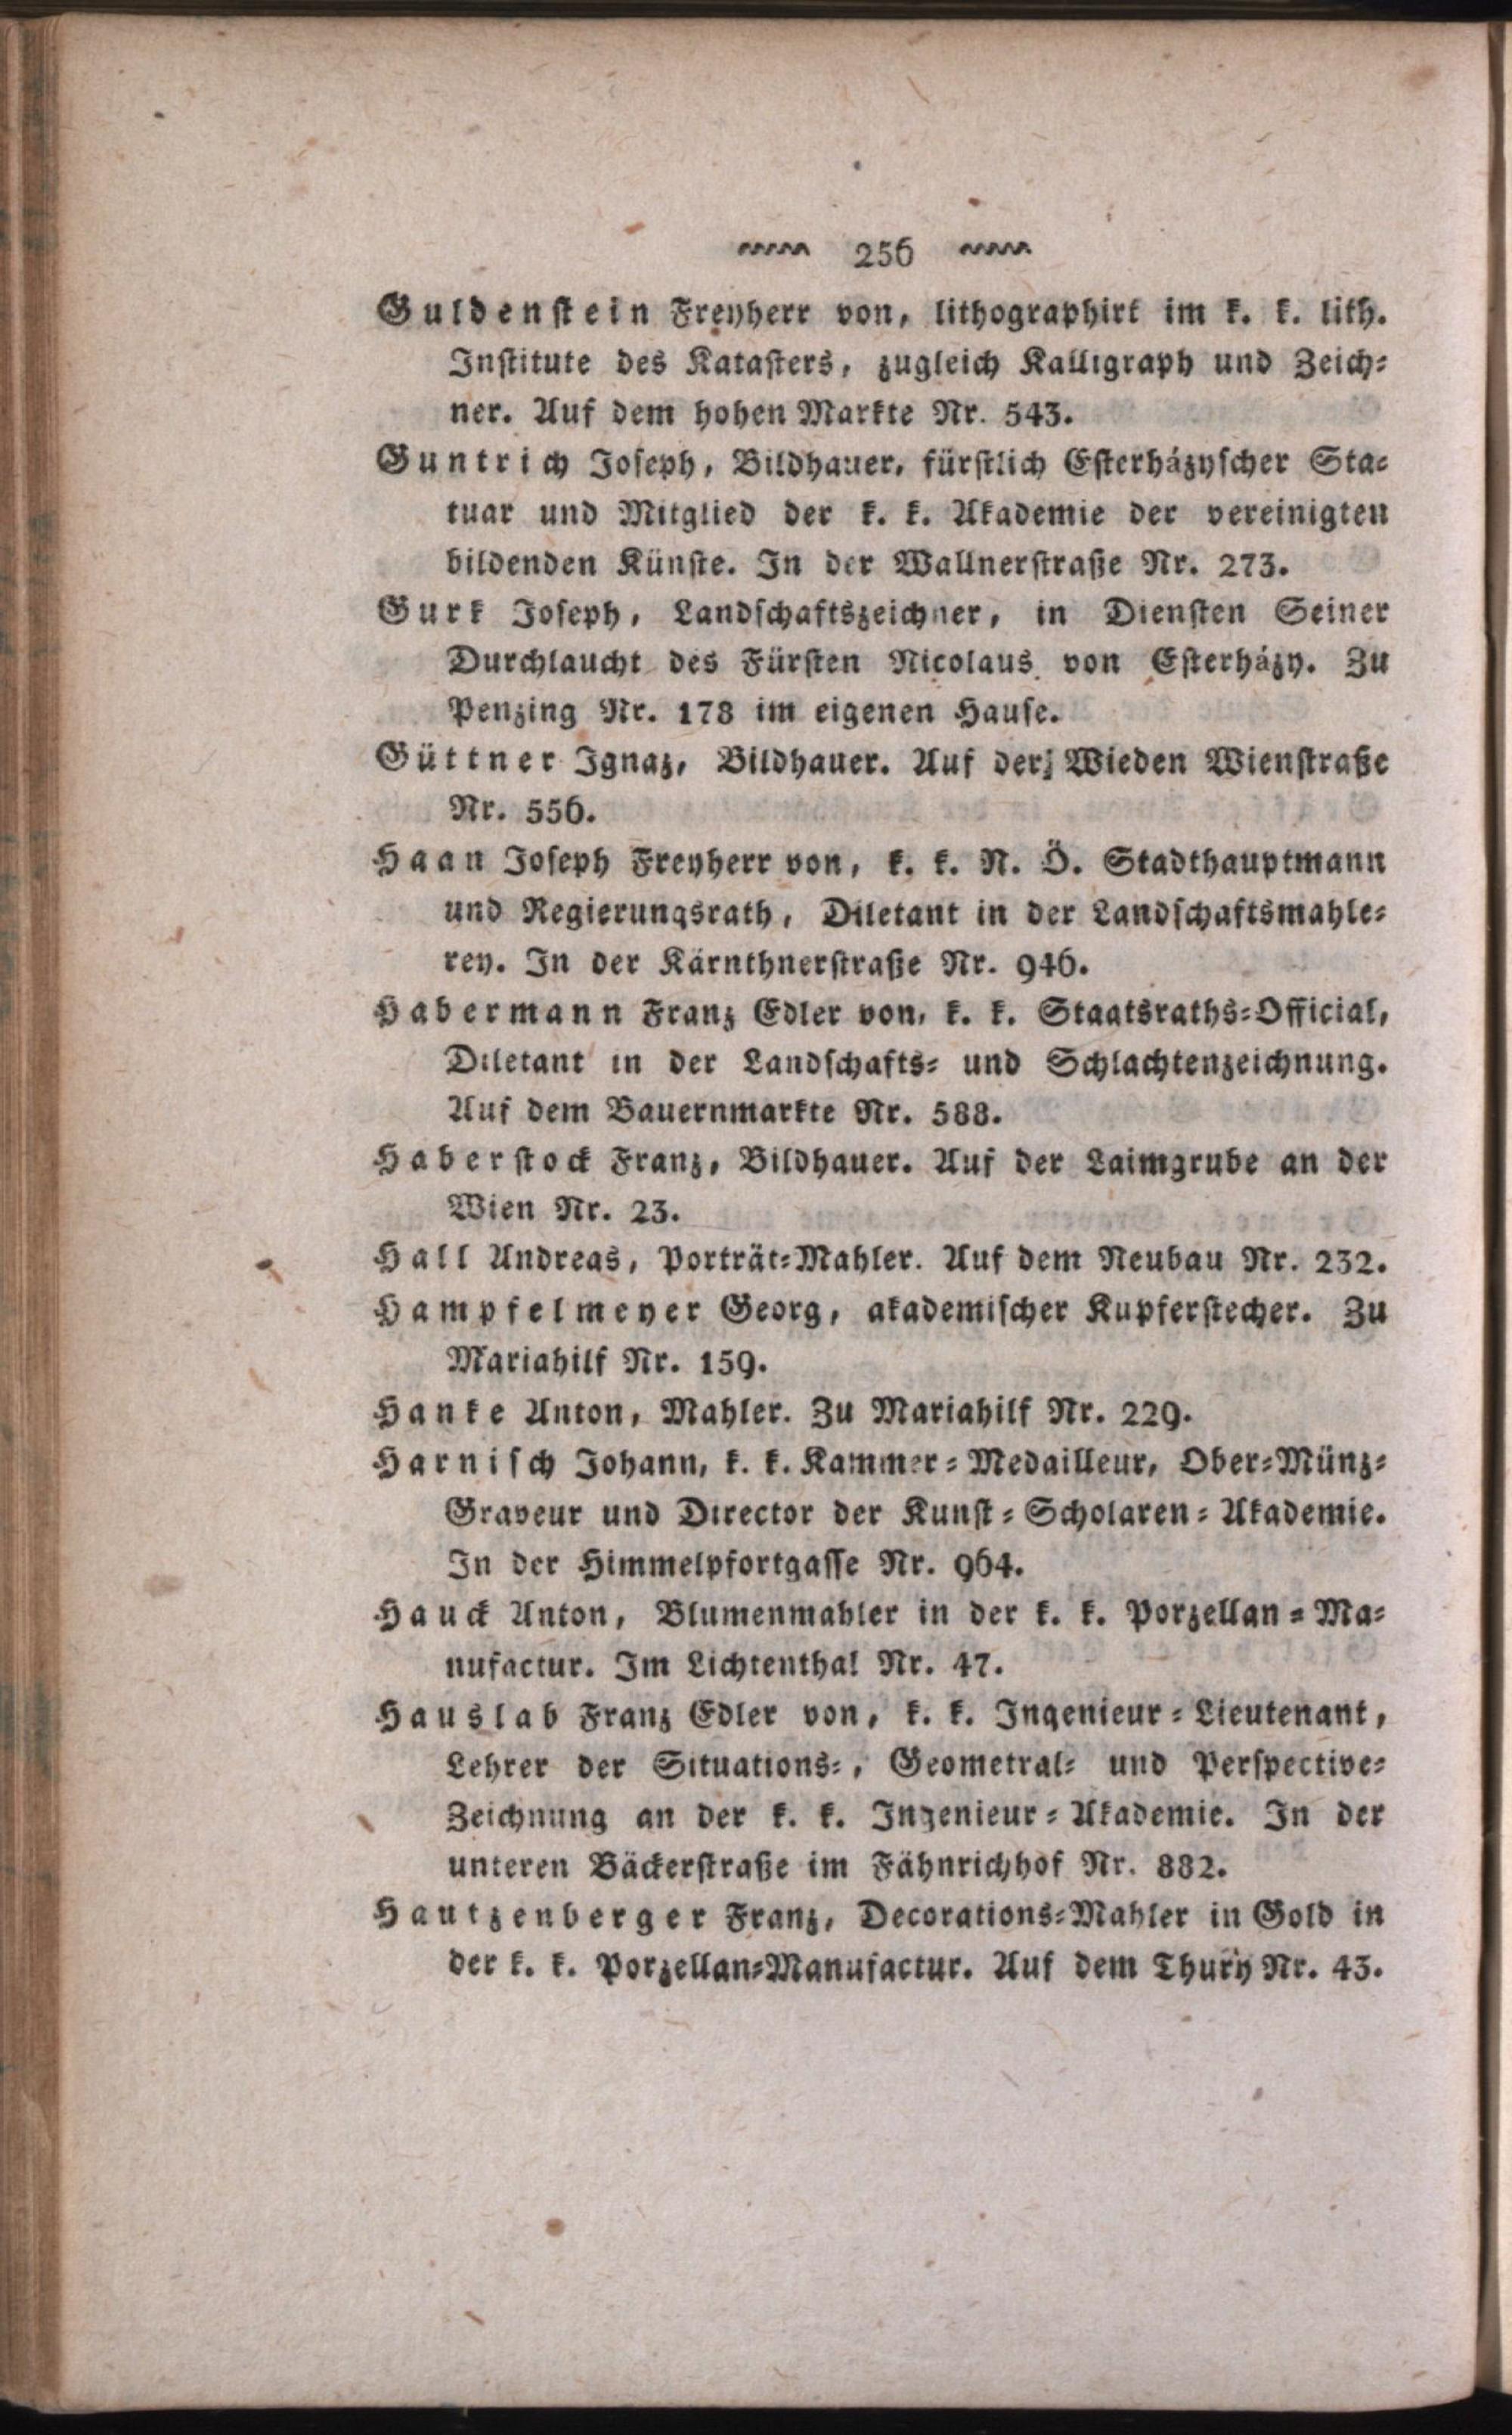 256
Guldenstein Freyherr von, lithographirt im k. k. lith.
Institute des Katasters, zugleich Kalligraph und Zeich-
ner. Auf dem hohen Markte Nr. 543.
Guntrich Joseph, Bildhauer, fürstlich Esterházyscher Sta-
tuar und Mitglied der k. k. Akademie der vereinigten
bildenden Künste. In der Wallnerstraße Nr. 273.
Gurk Joseph, Landschaftszeichner, in Diensten Seiner
Durchlaucht des Fürsten Nicolaus von Esterházy. Zu
Penzing Nr. 178 im eigenen Hause.
Güttner Ignaz, Bildhauer. Auf der Wieden Wienstraße
Nr. 556.
Haan Joseph Freyherr von, k. k. N. Ö. Stadthauptmann
und Regierungsrath, Diletant in der Landschaftsmahle-
rey. In der Kärnthnerstraße Nr. 946.
Habermann Franz Edler von, k. k. Staatsraths-Official,
Diletant in der Landschafts- und Schlachtenzeichnung.
Auf dem Bauernmarkte Nr. 588.
Haberstock Franz, Bildhauer. Auf der Laimgrube an der
Wien Nr. 23.
Hall Andreas, Porträt-Mahler. Auf dem Neubau Nr. 232.
Hampfelmeyer Georg, akademischer Kupferstecher. Zu
Mariahilf Nr. 159.
Hanke Anton, Mahler. Zu Mariahilf Nr. 229.
Harnisch Johann, k. k. Kammer-Medailleur, Ober-Münz-
Graveur und Director der Kunst-Scholaren-Akademie.
In der Himmelpfortgasse Nr. 964.
Hauck Anton, Blumenmahler in der k. k. Porzellan-Ma-
nufactur. Im Lichtenthal Nr. 47.
Hauslab Franz Edler von, k. k. Ingenieur-Lieutenant,
Lehrer der Situations-, Geometral- und Perspective-
Zeichnung an der k. k. Ingenieur-Akademie. In der
unteren Bäckerstraße im Fähnrichhof Nr. 882.
Hautzenberger Franz, Decorations-Mahler in Gold in
der k. k. Porzellan-Manufactur. Auf dem Thury Nr. 43.